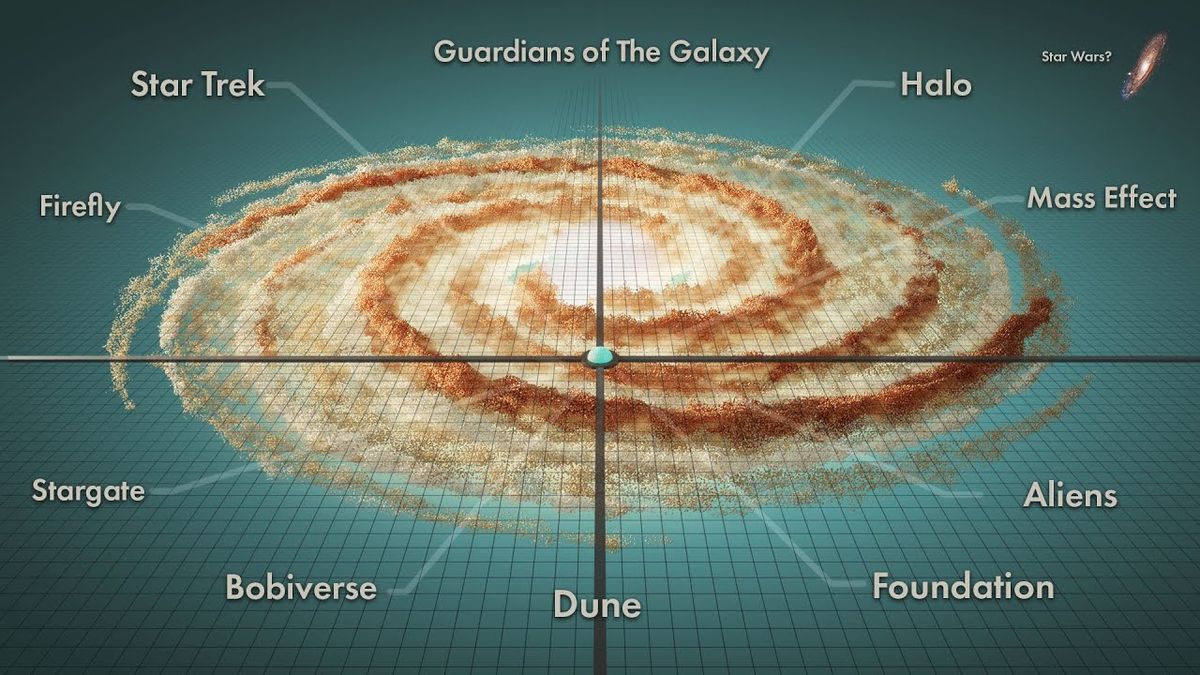 Guardians of The Galaxy
Star Wars?
Star Trek
Halo
Firefly
Mass Effect
Stargate
Aliens
Bobiverse
Dune
Foundation